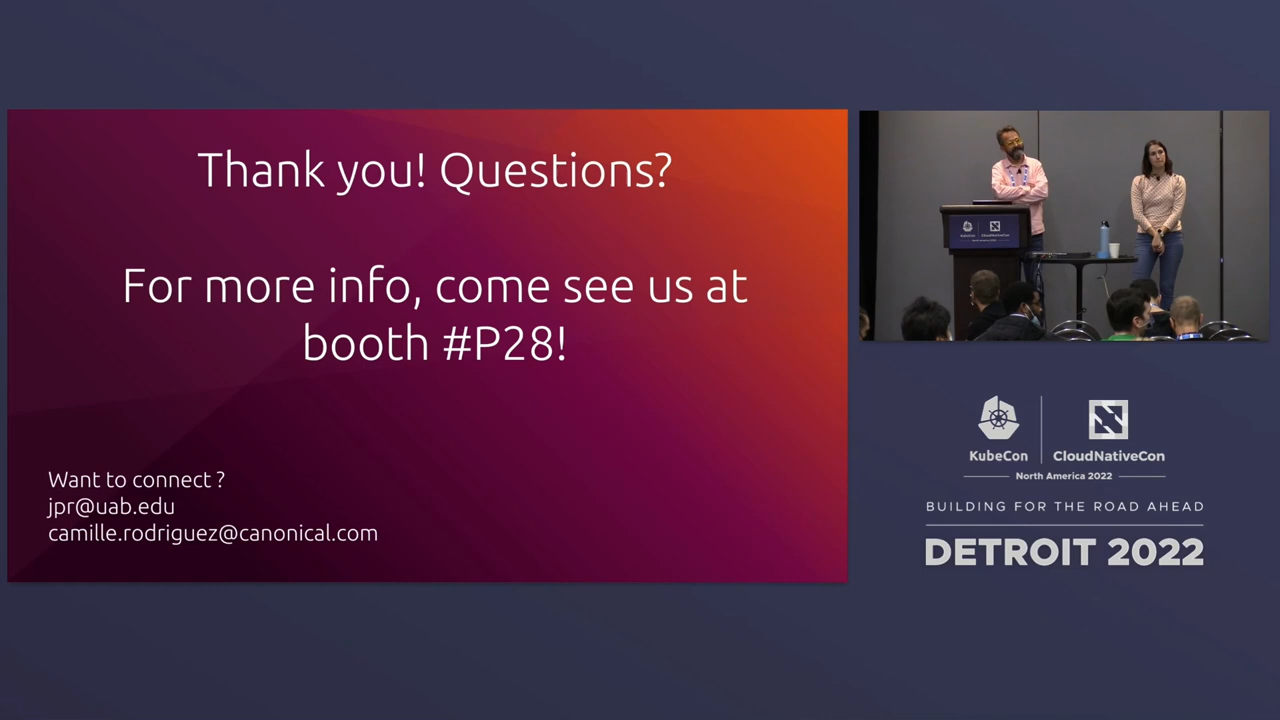 Thank you! Questions?
For more info, come see us at
booth #P28!
Want to connect ?
jpr@uab.edu
camille.rodriguez@canonical.com
KubeCon
CloudNativeCon
North America 2022
BUILDING FOR THE ROAD AHEAD
DETROIT 2022